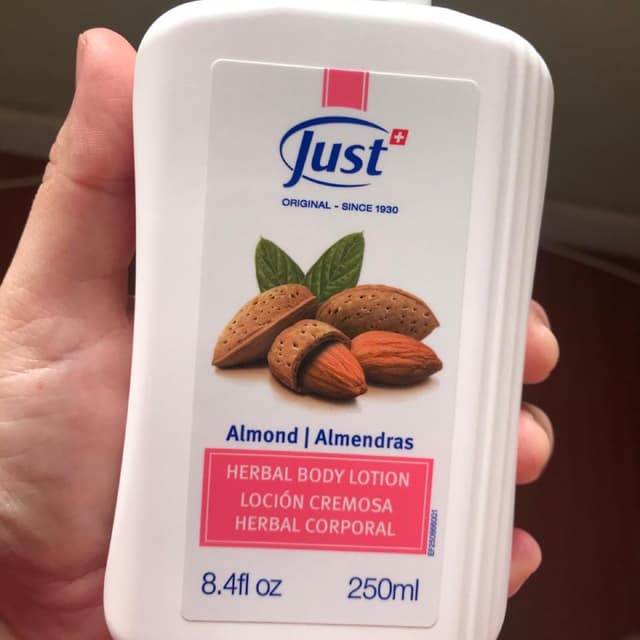 Just
ORIGINAL - SINCE 1930
Almond | Almendras
HERBAL BODY LOTION
LOCIÓN CREMOSA
HERBAL CORPORAL
8.4fl oz 250ml